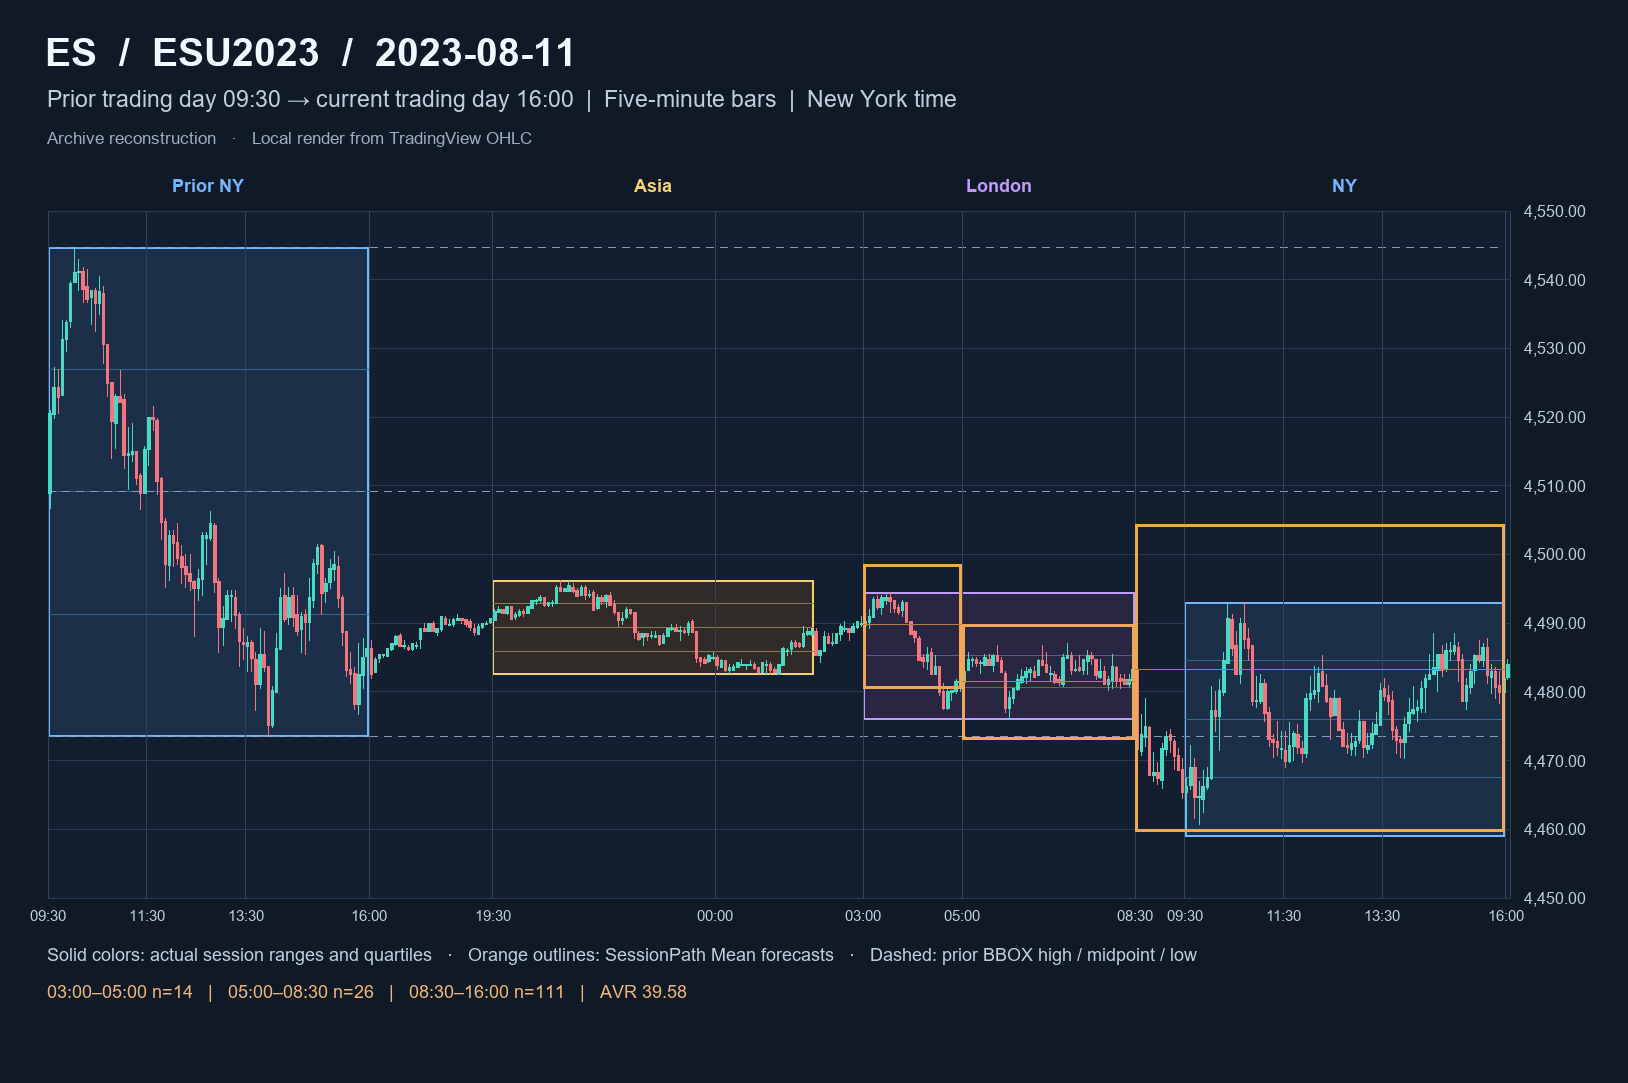 ES / ESU2023 / 2023-08-11
Prior trading day 09:30 → current trading day 16:00 | Five-minute bars | New York time
Archive reconstruction · Local render from TradingView OHLC
Prior NY Asia London NY
4,550.00
4,540.00
4,530.00
4,520.00
4,510.00
4,500.00
4,490.00
4,480.00
4,470.00
4,460.00
4,450.00
09:30 11:30 13:30 16:00 19:30 00:00 03:00 05:00 08:30 09:30 11:30 13:30 16:00
Solid colors: actual session ranges and quartiles · Orange outlines: SessionPath Mean forecasts · Dashed: prior BBOX high / midpoint / low
03:00–05:00 n=14 | 05:00–08:30 n=26 | 08:30–16:00 n=111 | AVR 39.58